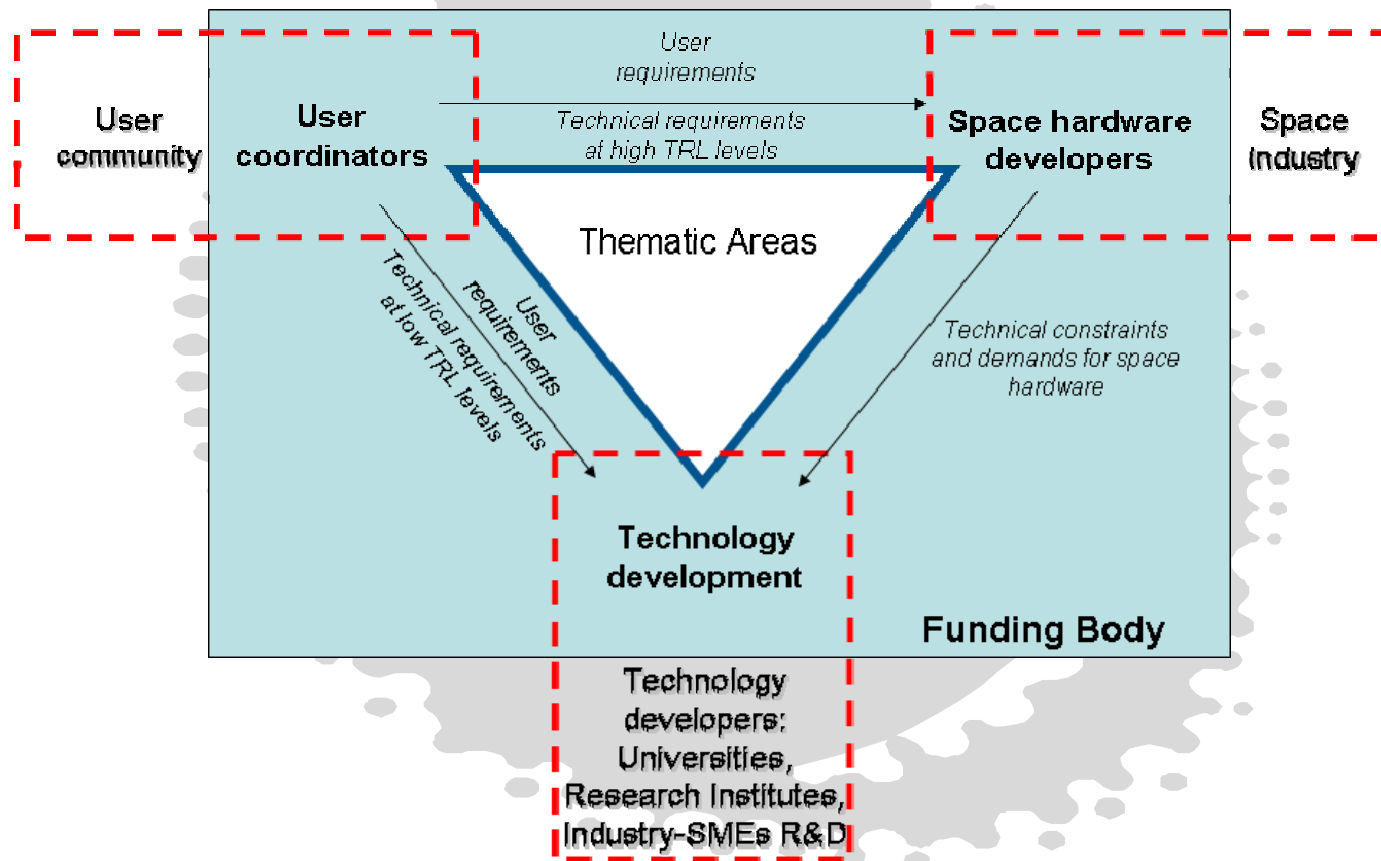 User
community
User
coordinators
User
requirements
Technical requirements
at high TRL levels
Space hardware
developers
Space
Industry
Thematic Areas
User
requirements
Technical requirements
at low TRL levels
Technical constraints
and demands for space
hardware
Technology
development
Funding Body
Technology
developers:
Universities,
Research Institutes,
Industry-SMEs R&D